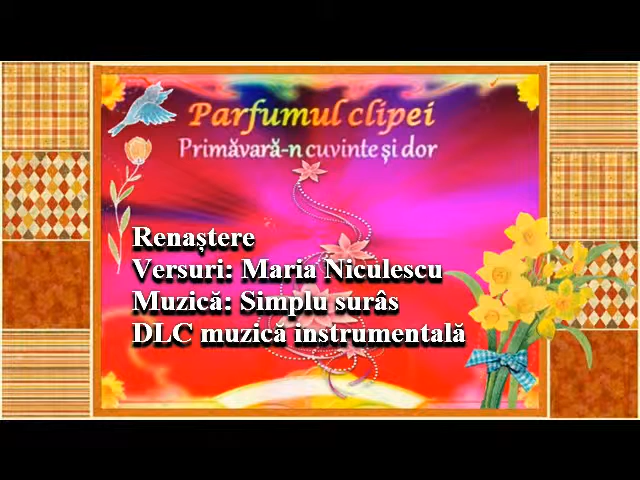 Parfumul clipei
Primăvară-n cuvinte și dor
Renaștere
Versuri: Maria Niculescu
Muzică: Simplu surâs
DLC muzică instrumentală